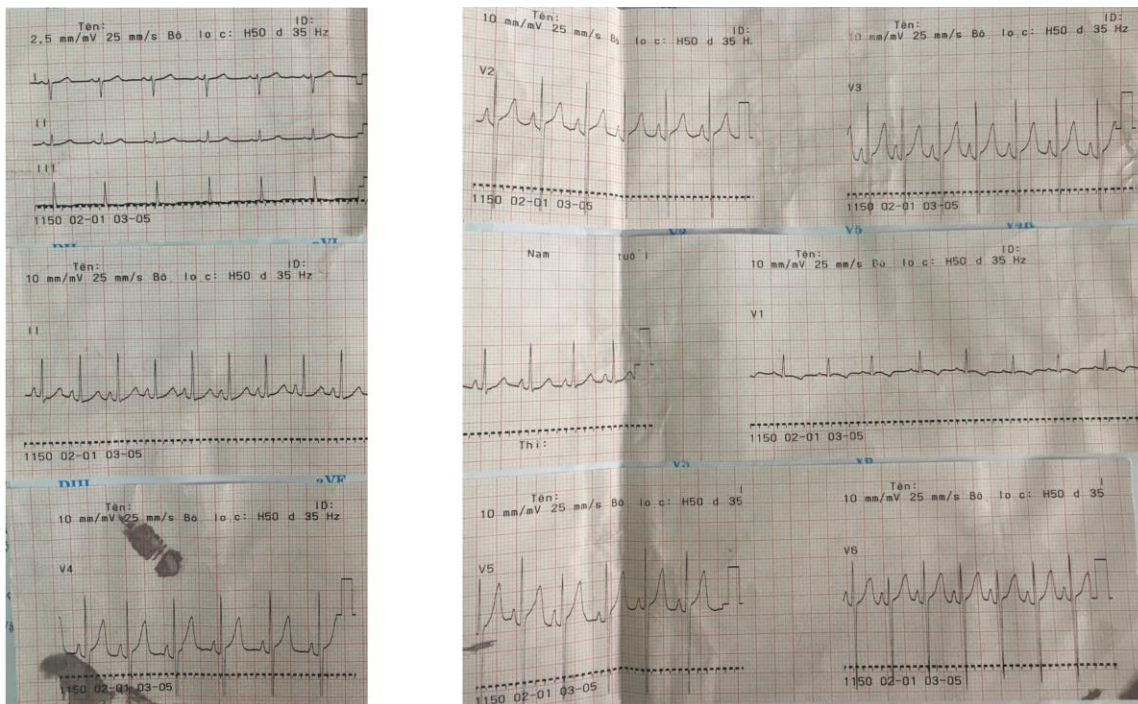 Tên: ID:
2.5 mm/mV 25 mm/s Bô lo c: H50 d 35 Hz
I
II
III
1150 02-01 03-05
DII aVL
Tên: ID:
10 mm/mV 25 mm/s Bô lo c: H50 d 35 Hz
II
1150 02-01 03-05
DIII aVF
Tên: ID:
10 mm/mV 25 mm/s Bô lo c: H50 d 35 Hz
V4
1150 02-01 03-05
Tên: ID:
10 mm/mV 25 mm/s Bô lo c: H50 d 35 H
V2
1150 02-01 03-05
Tên: ID:
10 mm/mV 25 mm/s Bô lo c: H50 d 35 Hz
V3
1150 02-01 03-05
V5
Nam tuô i
Thi:
Tên: ID:
10 mm/mV 25 mm/s Bô lo c: H50 d 35 Hz
V1
1150 02-01 03-05
Tên: I
10 mm/mV 25 mm/s Bô lo c: H50 d 35
V5
1150 02-01 03-05
Tên: I
10 mm/mV 25 mm/s Bô lo c: H50 d 35
V6
1150 02-01 03-05